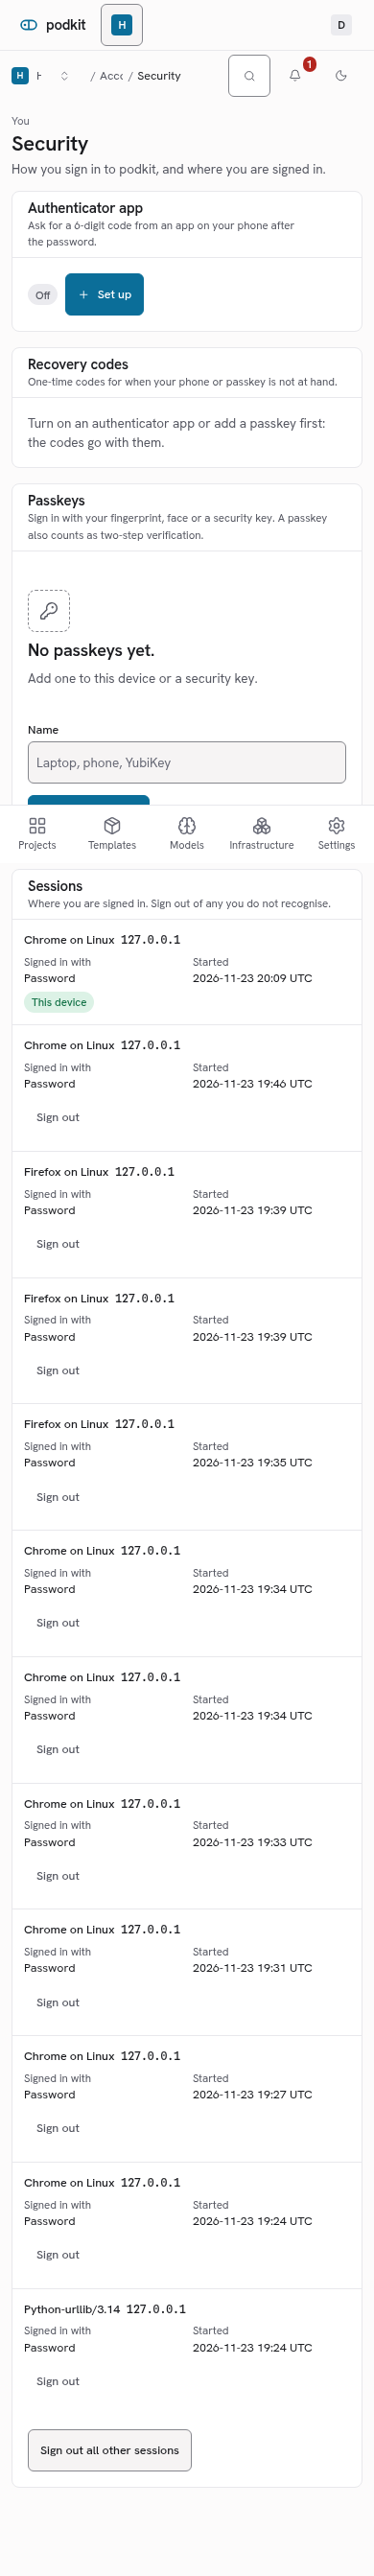 podkit
H
D
H
/ Acc / Security
1
You
Security
How you sign in to podkit, and where you are signed in.
Authenticator app
Ask for a 6-digit code from an app on your phone after
the password.
Off
+ Set up
Recovery codes
One-time codes for when your phone or passkey is not at hand.
Turn on an authenticator app or add a passkey first:
the codes go with them.
Passkeys
Sign in with your fingerprint, face or a security key. A passkey
also counts as two-step verification.
No passkeys yet.
Add one to this device or a security key.
Name
Laptop, phone, YubiKey
Projects
Templates
Models
Infrastructure
Settings
Sessions
Where you are signed in. Sign out of any you do not recognise.
Chrome on Linux 127.0.0.1
Signed in with Started
Password 2026-11-23 20:09 UTC
This device
Chrome on Linux 127.0.0.1
Signed in with Started
Password 2026-11-23 19:46 UTC
Sign out
Firefox on Linux 127.0.0.1
Signed in with Started
Password 2026-11-23 19:39 UTC
Sign out
Firefox on Linux 127.0.0.1
Signed in with Started
Password 2026-11-23 19:39 UTC
Sign out
Firefox on Linux 127.0.0.1
Signed in with Started
Password 2026-11-23 19:35 UTC
Sign out
Chrome on Linux 127.0.0.1
Signed in with Started
Password 2026-11-23 19:34 UTC
Sign out
Chrome on Linux 127.0.0.1
Signed in with Started
Password 2026-11-23 19:34 UTC
Sign out
Chrome on Linux 127.0.0.1
Signed in with Started
Password 2026-11-23 19:33 UTC
Sign out
Chrome on Linux 127.0.0.1
Signed in with Started
Password 2026-11-23 19:31 UTC
Sign out
Chrome on Linux 127.0.0.1
Signed in with Started
Password 2026-11-23 19:27 UTC
Sign out
Chrome on Linux 127.0.0.1
Signed in with Started
Password 2026-11-23 19:24 UTC
Sign out
Python-urllib/3.14 127.0.0.1
Signed in with Started
Password 2026-11-23 19:24 UTC
Sign out
Sign out all other sessions